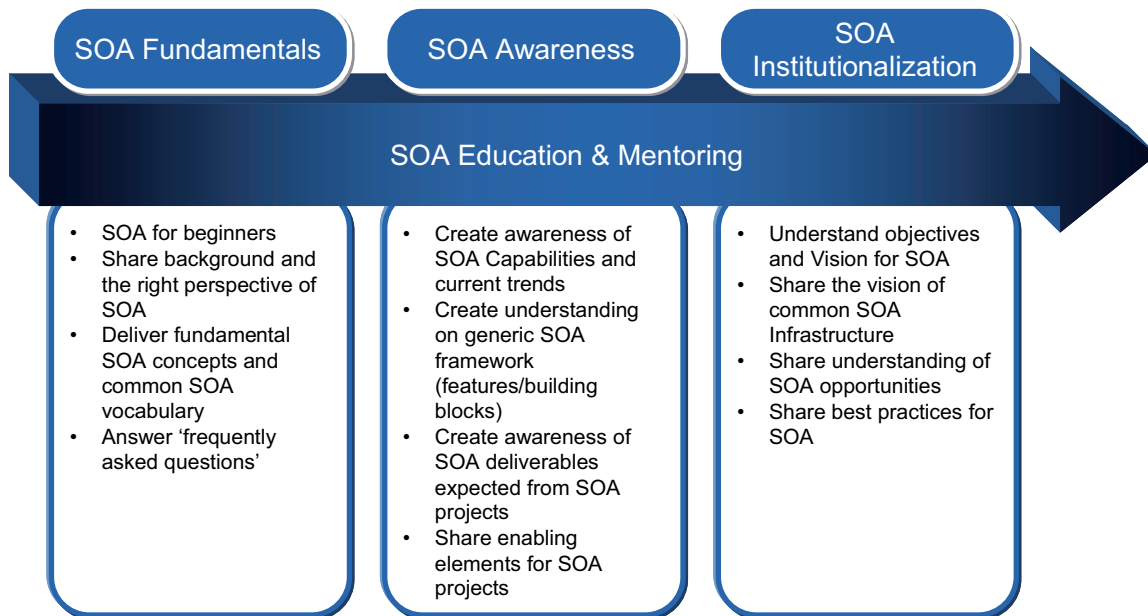 SOA Fundamentals
SOA Awareness
SOA
Institutionalization
SOA Education & Mentoring
• SOA for beginners
• Share background and
the right perspective of
SOA
• Deliver fundamental
SOA concepts and
common SOA
vocabulary
• Answer ‘frequently
asked questions’
• Create awareness of
SOA Capabilities and
current trends
• Create understanding
on generic SOA
framework
(features/building
blocks)
• Create awareness of
SOA deliverables
expected from SOA
projects
• Share enabling
elements for SOA
projects
• Understand objectives
and Vision for SOA
• Share the vision of
common SOA
Infrastructure
• Share understanding of
SOA opportunities
• Share best practices for
SOA